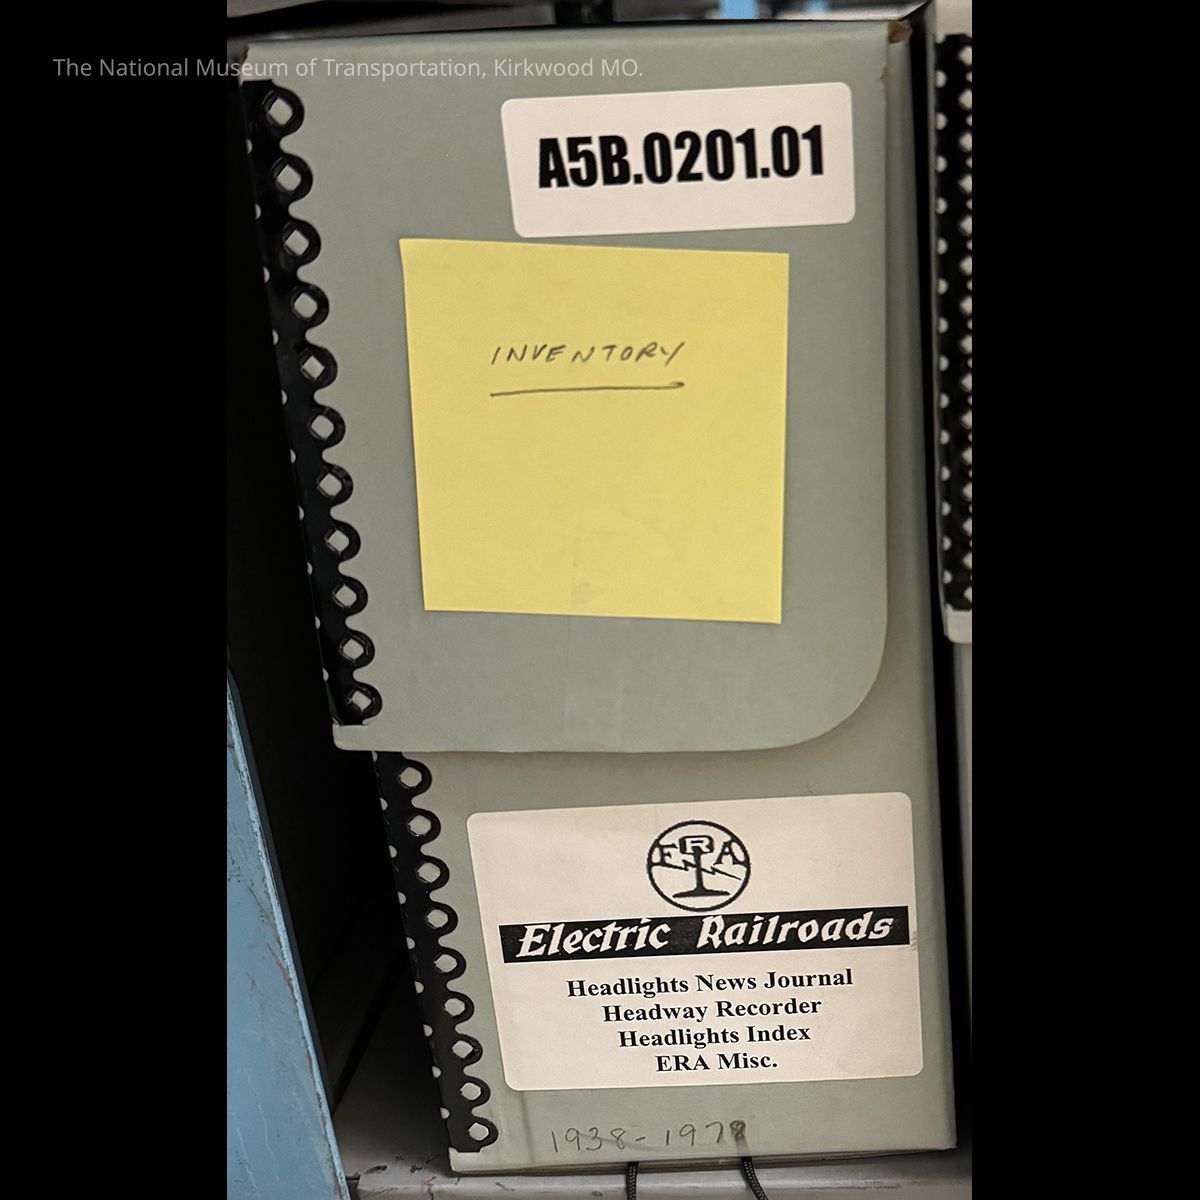 The National Museum of Transportation, Kirkwood MO.
A5B.0201.01
INVENTORY
ERA
Electric Railroads
Headlights News Journal
Headway Recorder
Headlights Index
ERA Misc.
1938-1978